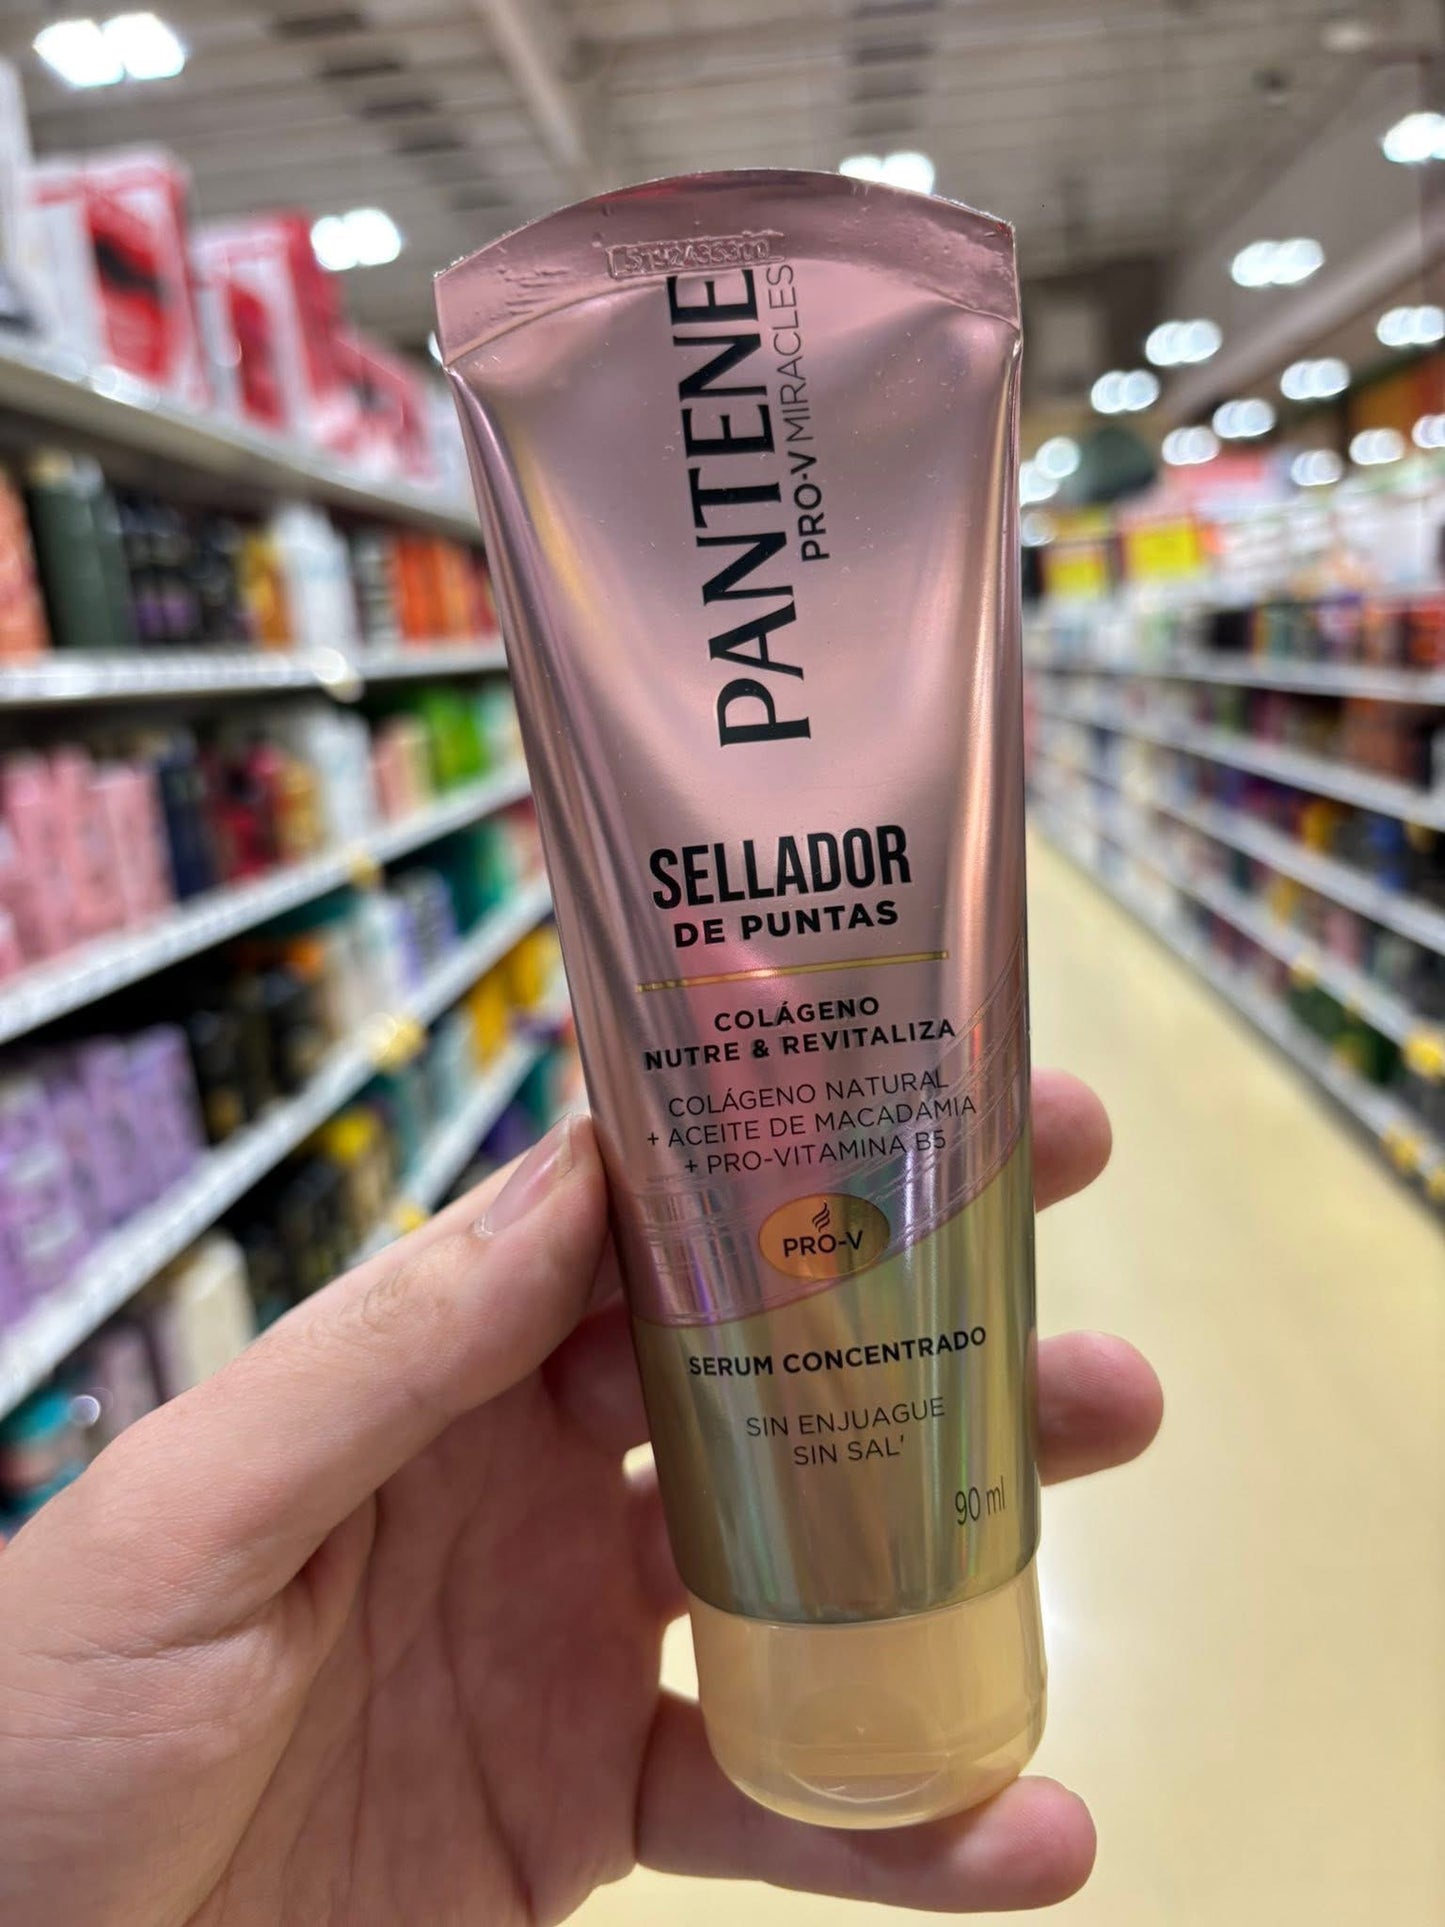 PANTENE
PRO-V MIRACLES
SELLADOR
DE PUNTAS
COLÁGENO
NUTRE & REVITALIZA
COLÁGENO NATURAL
+ ACEITE DE MACADAMIA
+ PRO-VITAMINA B5
PRO-V
SERUM CONCENTRADO
SIN ENJUAGUE
SIN SAL'
90 ml